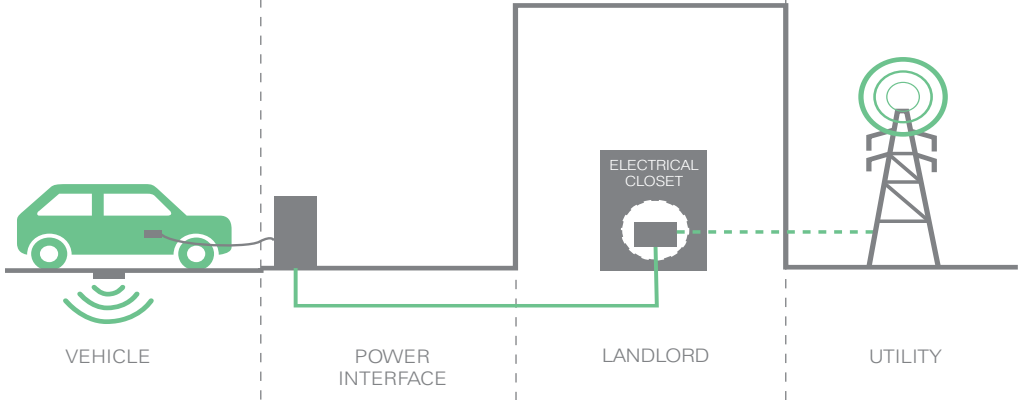 ELECTRICAL
CLOSET
VEHICLE
POWER
INTERFACE
LANDLORD
UTILITY